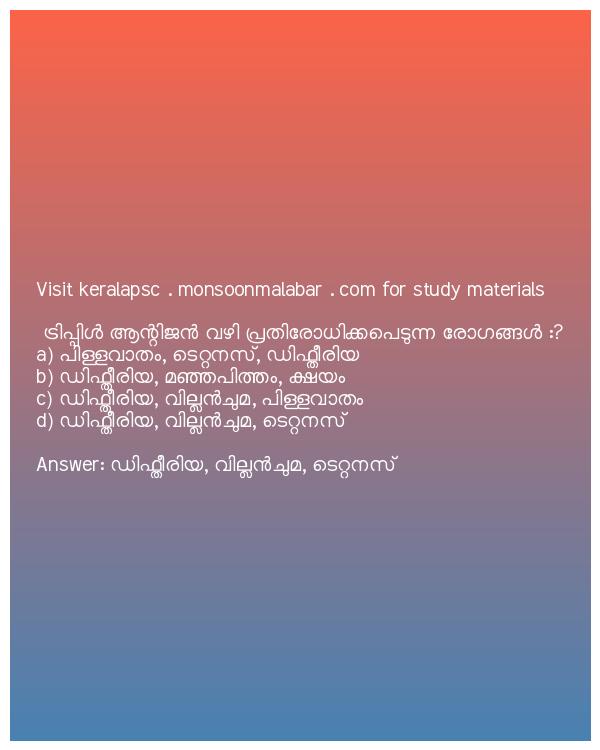 Visit keralapsc . monsoonmalabar . com for study materials
ട്രിപ്പിൾ ആന്റിജൻ വഴി പ്രതിരോധിക്കപെടുന്ന രോഗങ്ങൾ :?
a) പിള്ളവാതം, ടെറ്റനസ്, ഡിഫ്തീരിയ
b) ഡിഫ്തീരിയ, മഞ്ഞപിത്തം, ക്ഷയം
c) ഡിഫ്തീരിയ, വില്ലൻചുമ, പിള്ളവാതം
d) ഡിഫ്തീരിയ, വില്ലൻചുമ, ടെറ്റനസ്
Answer: ഡിഫ്തീരിയ, വില്ലൻചുമ, ടെറ്റനസ്